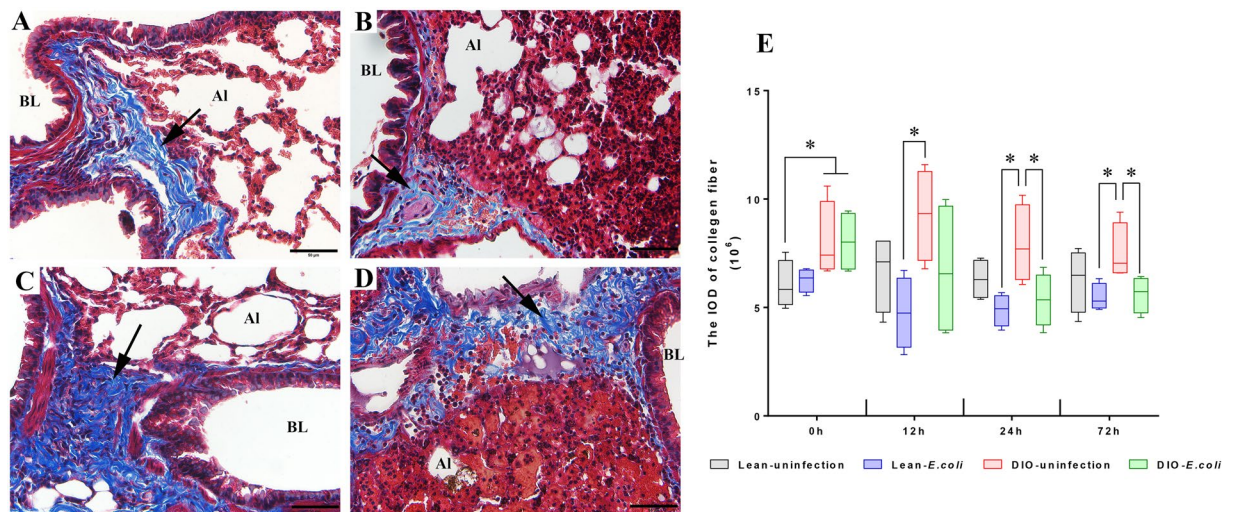 A
BL
Al
B
BL
Al
C
Al
BL
D
BL
Al
E
The IOD of collegen fiber
(10⁶)
15
10
5
0
*
*
* *
* *
0h 12h 24h 72h
Lean-uninfection Lean-E.coli DIO-uninfection DIO-E.coli